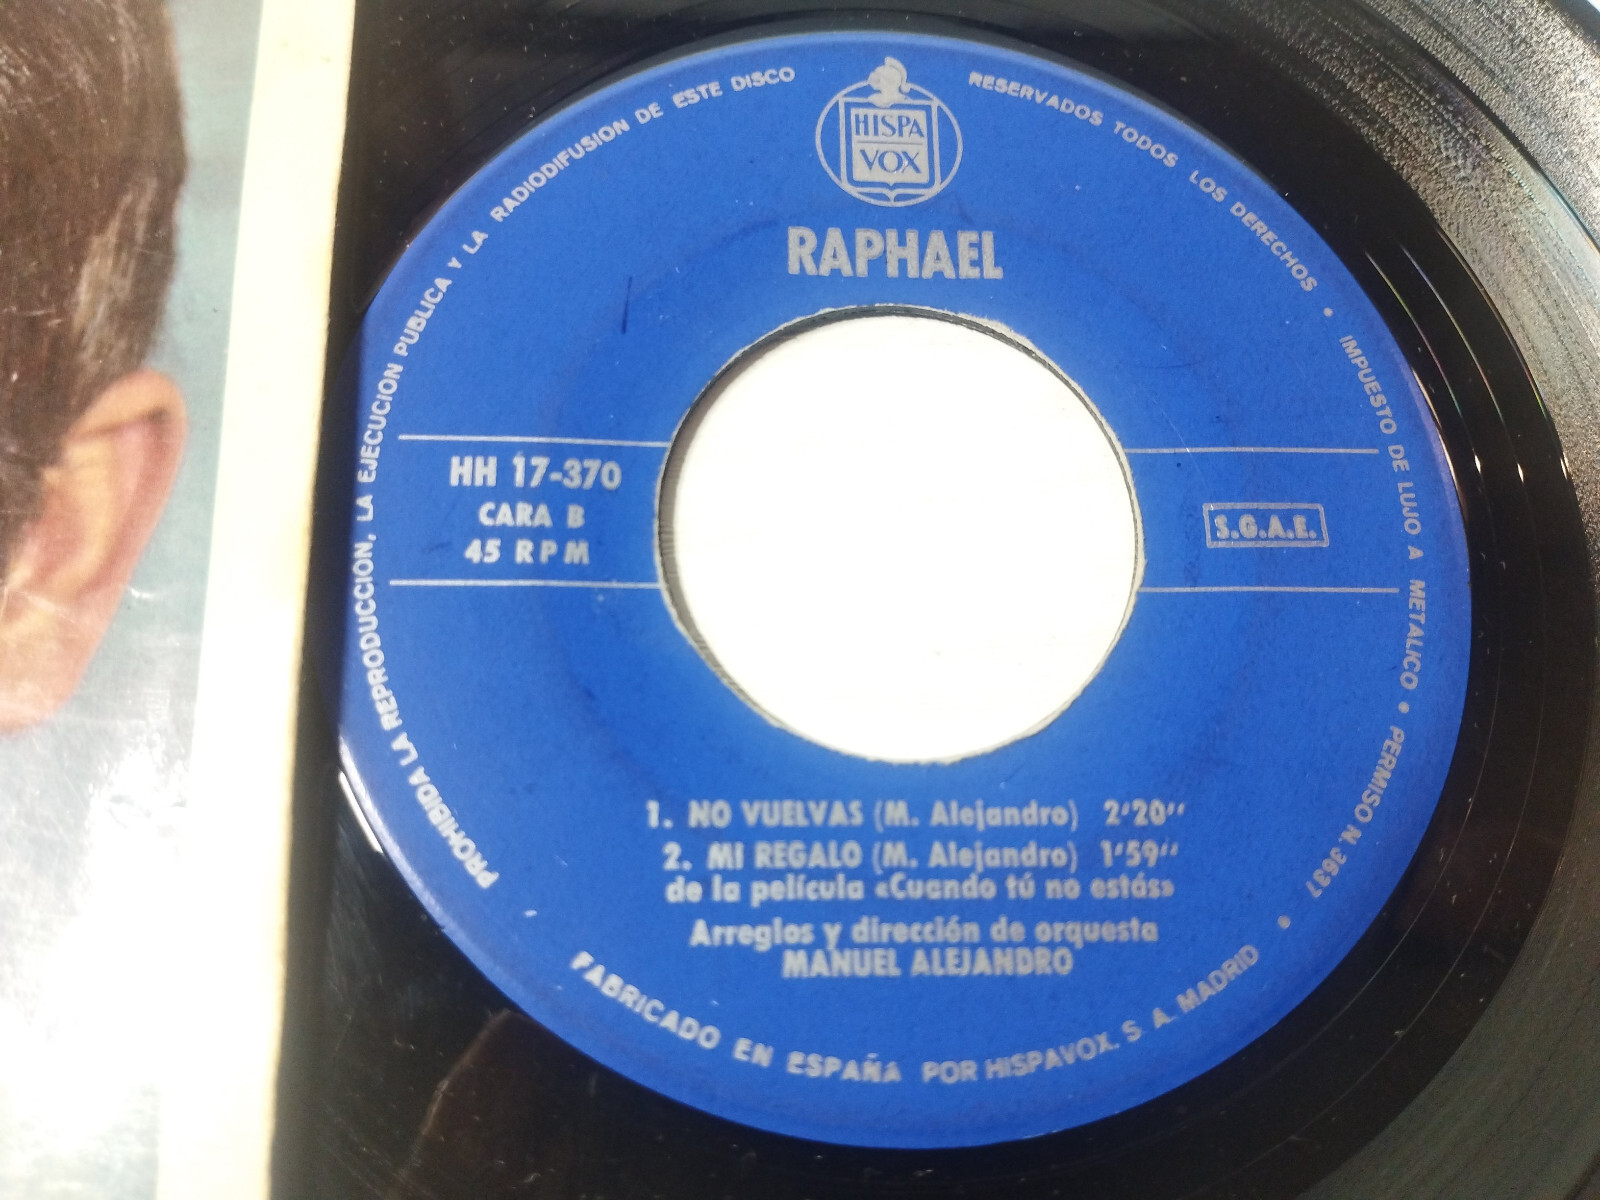 PROHIBIDA LA REPRODUCCION, LA EJECUCION PUBLICA Y LA RADIODIFUSION DE ESTE DISCO
RESERVADOS TODOS LOS DERECHOS • IMPUESTO DE LUJO A METALICO • PERMISO N. 3637 •
HISPA
VOX
RAPHAEL
HH 17-370
CARA B
45 RPM
S.G.A.E.
1. NO VUELVAS (M. Alejandro) 2'20''
2. MI REGALO (M. Alejandro) 1'59''
de la película «Cuando tú no estás»
Arreglos y dirección de orquesta
MANUEL ALEJANDRO
FABRICADO EN ESPAÑA POR HISPAVOX. S A. MADRID